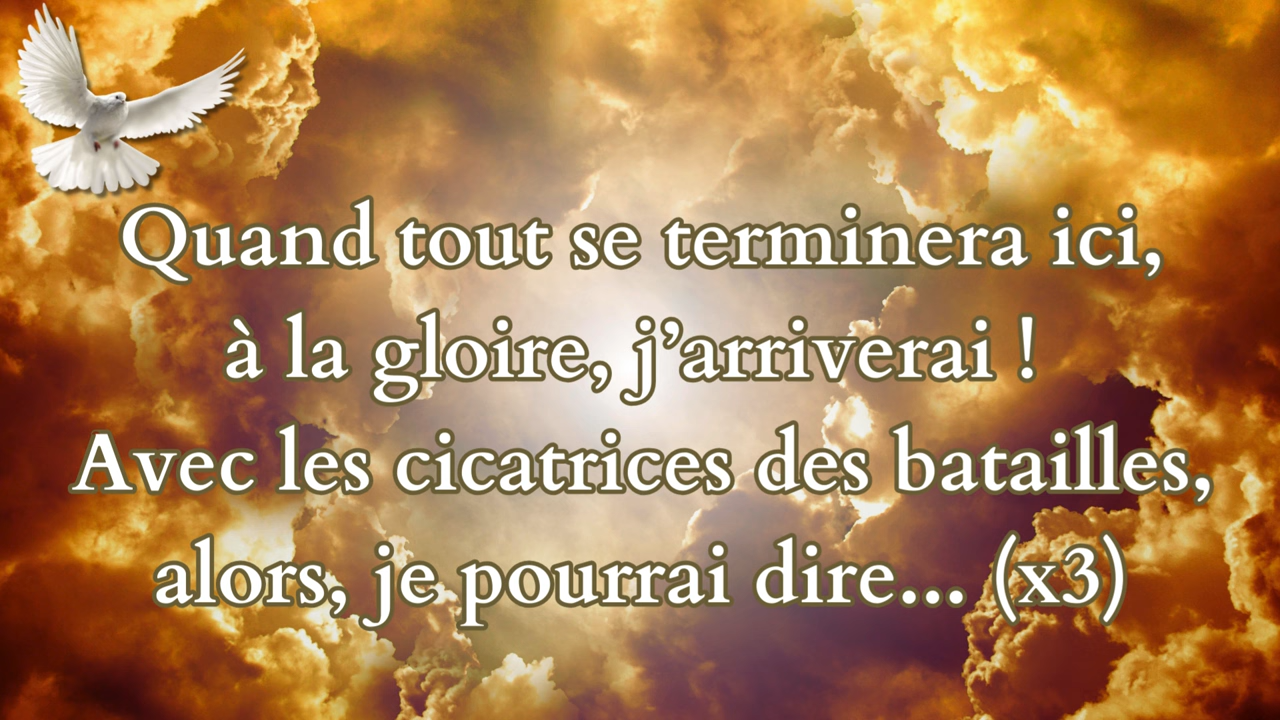 Quand tout se terminera ici,
à la gloire, j’arriverai !
Avec les cicatrices des batailles,
alors, je pourrai dire... (x3)